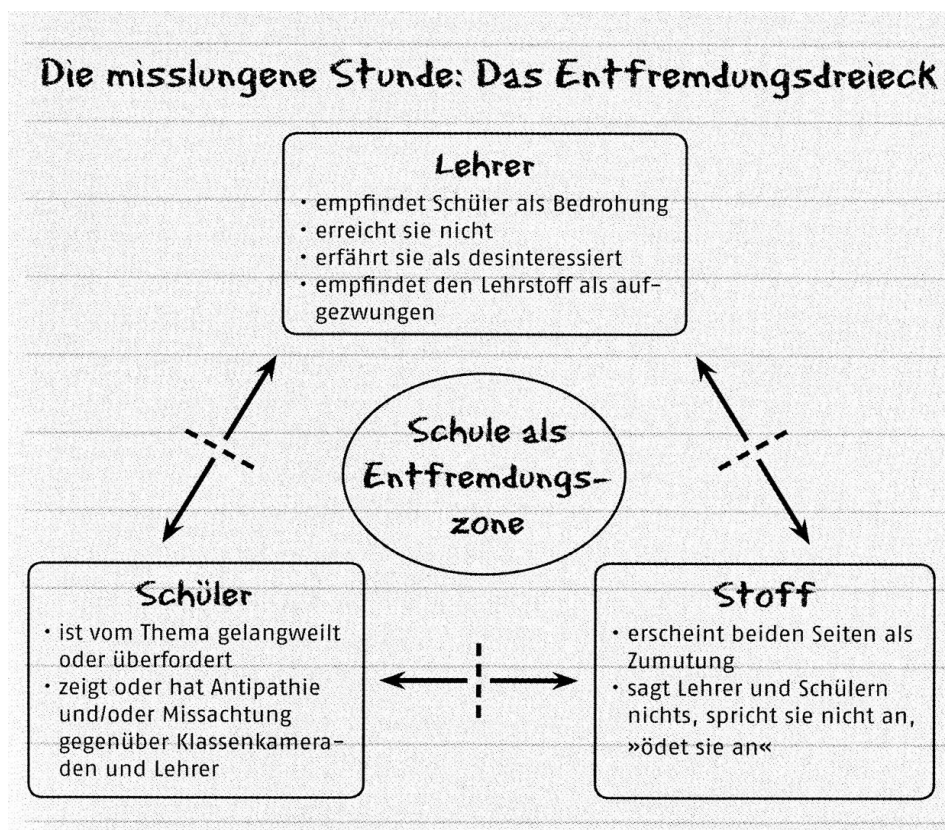 Die misslungene Stunde: Das Entfremdungsdreieck
Lehrer
· empfindet Schüler als Bedrohung
· erreicht sie nicht
· erfährt sie als desinteressiert
· empfindet den Lehrstoff als auf-
gezwungen
Schule als
Entfremdungs-
zone
Schüler
· ist vom Thema gelangweilt
oder überfordert
· zeigt oder hat Antipathie
und/oder Missachtung
gegenüber Klassenkamera-
den und Lehrer
Stoff
· erscheint beiden Seiten als
Zumutung
· sagt Lehrer und Schülern
nichts, spricht sie nicht an,
»ödet sie an«